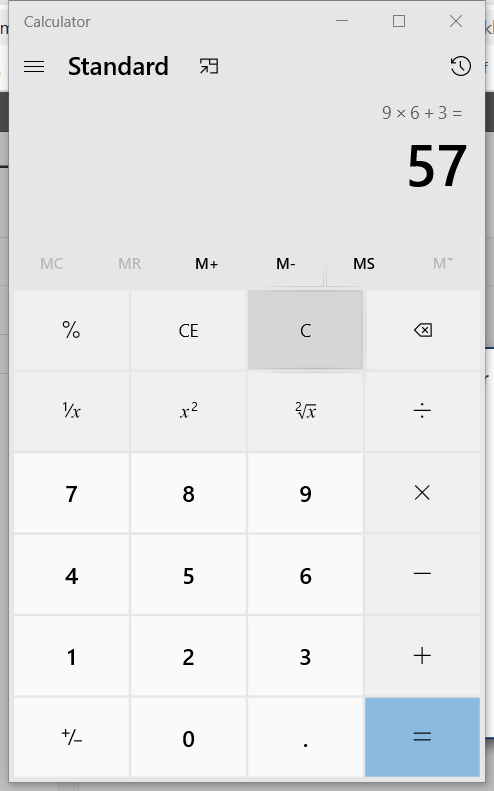 Calculator
Standard
9 × 6 + 3 =
57
MC MR M+ M- MS M˅
% CE C
¹/x x² ²√x ÷
7 8 9 ×
4 5 6 −
1 2 3 +
+/− 0 . =